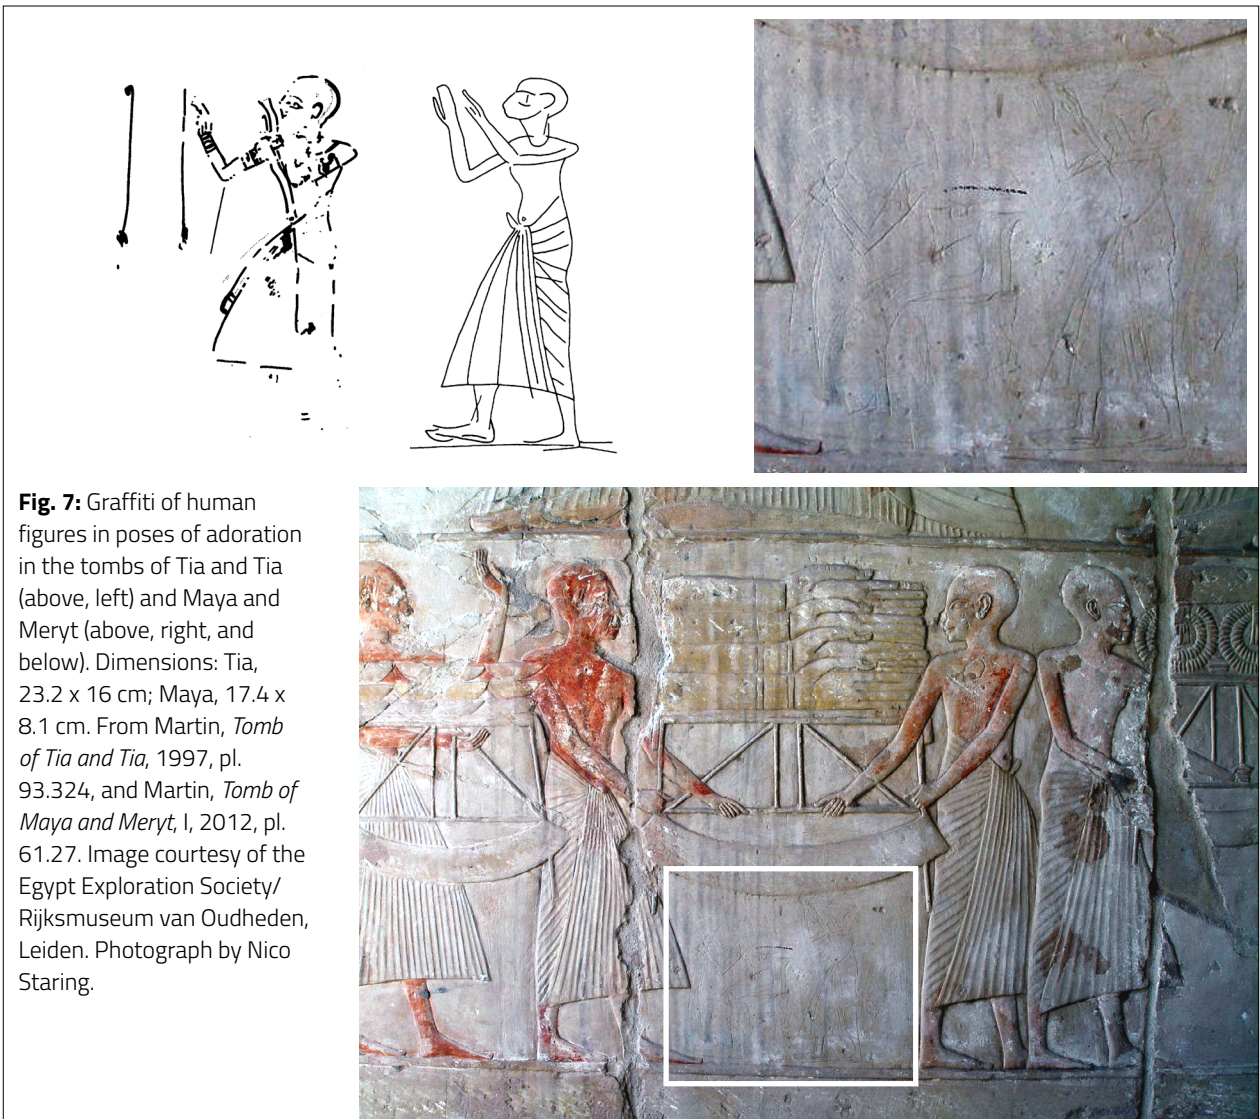 Fig. 7: Graffiti of human
figures in poses of adoration
in the tombs of Tia and Tia
(above, left) and Maya and
Meryt (above, right, and
below). Dimensions: Tia,
23.2 x 16 cm; Maya, 17.4 x
8.1 cm. From Martin, Tomb
of Tia and Tia, 1997, pl.
93.324, and Martin, Tomb of
Maya and Meryt, I, 2012, pl.
61.27. Image courtesy of the
Egypt Exploration Society/
Rijksmuseum van Oudheden,
Leiden. Photograph by Nico
Staring.